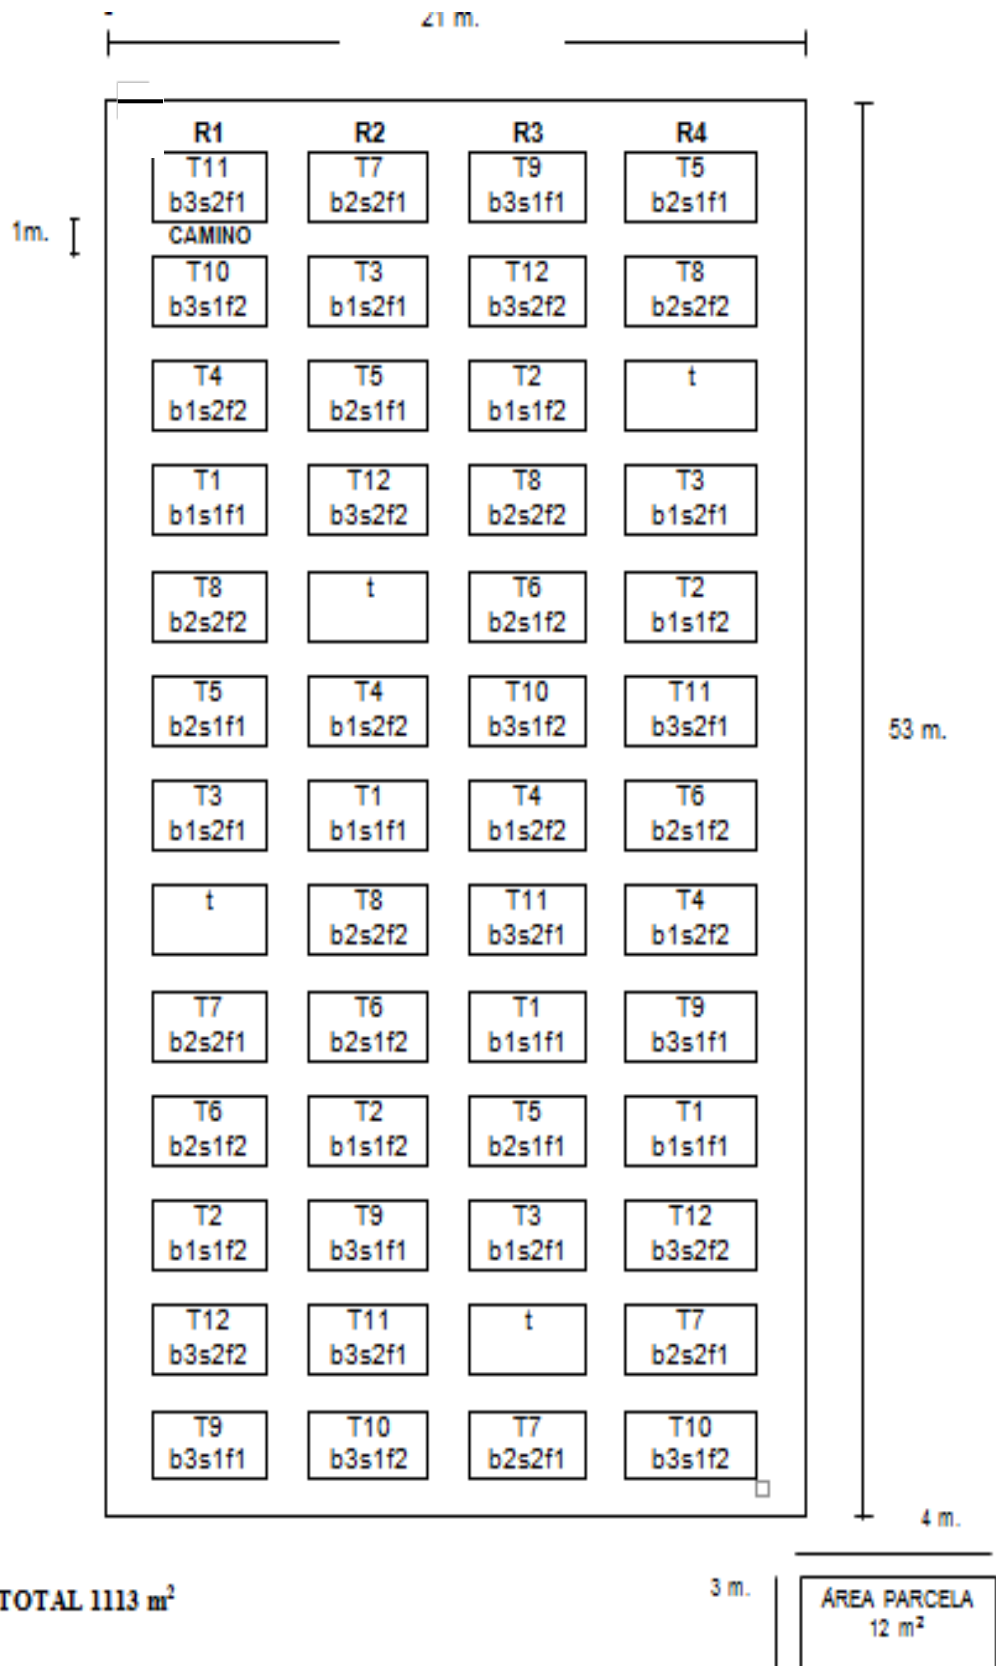 21 m.
R1 R2 R3 R4
T11 T7 T9 T5
b3s2f1 b2s2f1 b3s1f1 b2s1f1
1m. CAMINO
T10 T3 T12 T8
b3s1f2 b1s2f1 b3s2f2 b2s2f2
T4 T5 T2 t
b1s2f2 b2s1f1 b1s1f2
T1 T12 T8 T3
b1s1f1 b3s2f2 b2s2f2 b1s2f1
T8 t T6 T2
b2s2f2 b2s1f2 b1s1f2
T5 T4 T10 T11
b2s1f1 b1s2f2 b3s1f2 b3s2f1
53 m.
T3 T1 T4 T6
b1s2f1 b1s1f1 b1s2f2 b2s1f2
t T8 T11 T4
b2s2f2 b3s2f1 b1s2f2
T7 T6 T1 T9
b2s2f1 b2s1f2 b1s1f1 b3s1f1
T6 T2 T5 T1
b2s1f2 b1s1f2 b2s1f1 b1s1f1
T2 T9 T3 T12
b1s1f2 b3s1f1 b1s2f1 b3s2f2
T12 T11 t T7
b3s2f2 b3s2f1 b2s2f1
T9 T10 T7 T10
b3s1f1 b3s1f2 b2s2f1 b3s1f2
4 m.
TOTAL 1113 m²
3 m.
ÁREA PARCELA
12 m²